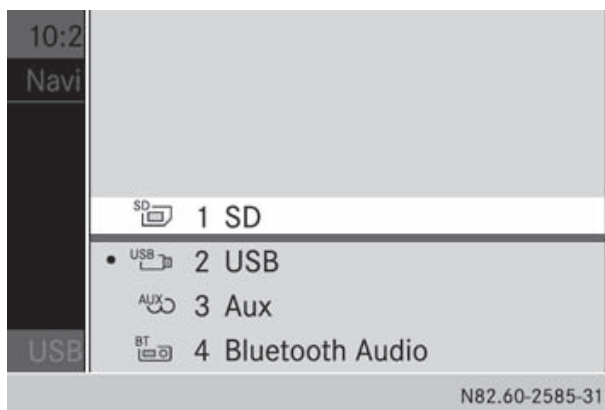 10:2
Navi
SD 1 SD
USB 2 USB
AUX 3 Aux
USB
BT 4 Bluetooth Audio
N82.60-2585-31